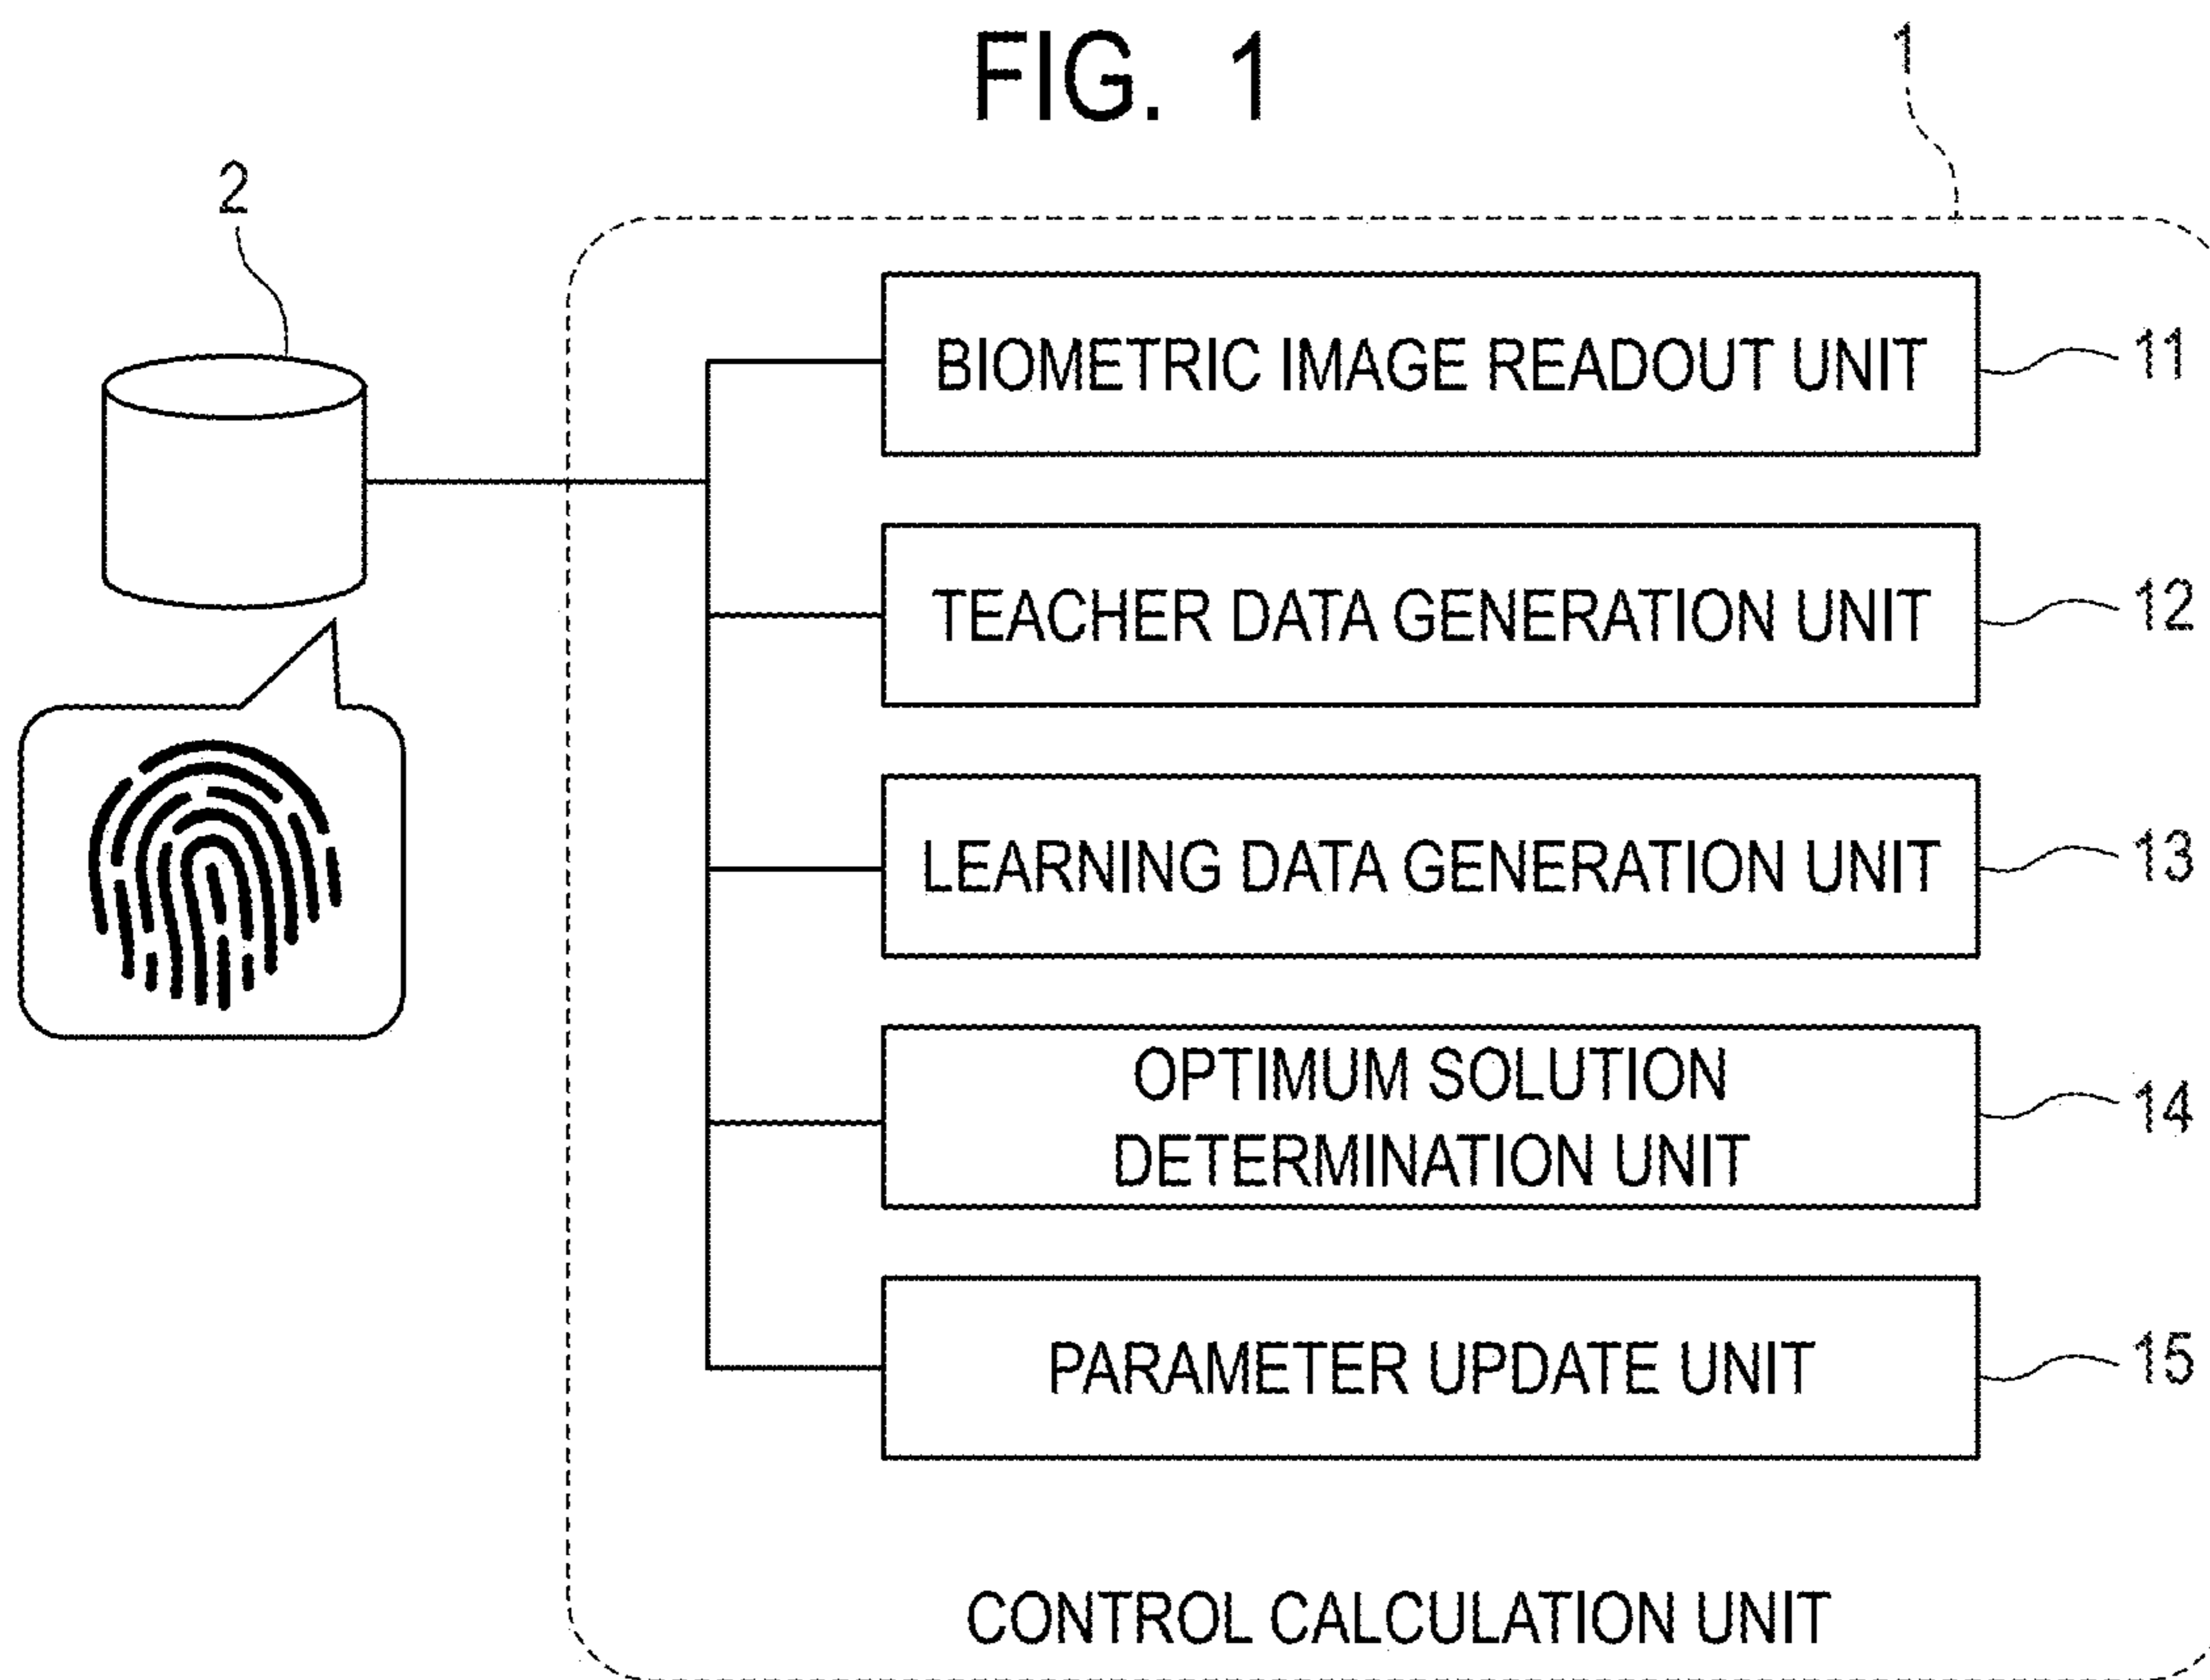 FIG. 1
1
2
BIOMETRIC IMAGE READOUT UNIT
11
TEACHER DATA GENERATION UNIT
12
LEARNING DATA GENERATION UNIT
13
OPTIMUM SOLUTION
DETERMINATION UNIT
14
PARAMETER UPDATE UNIT
15
CONTROL CALCULATION UNIT